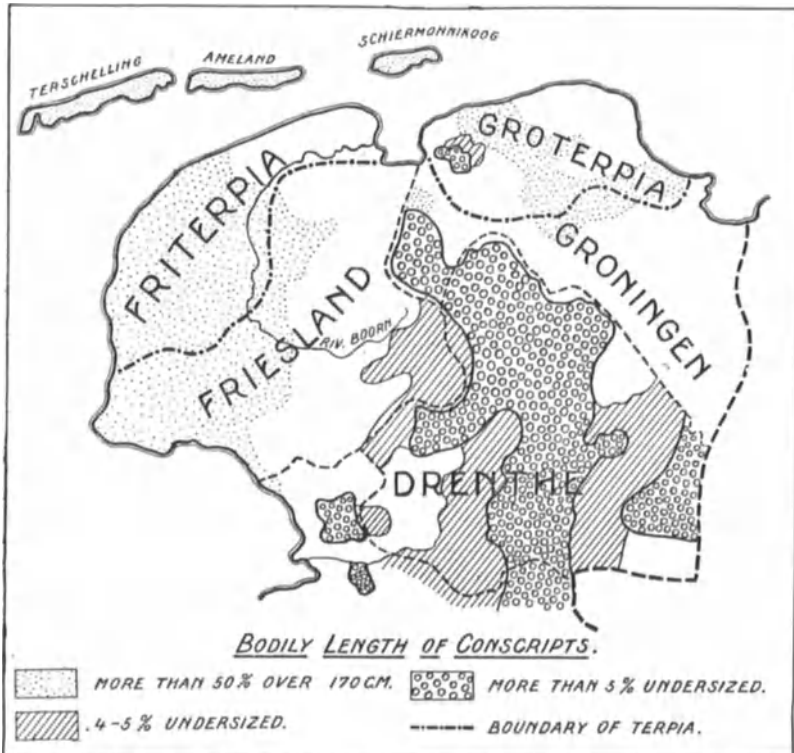 SCHIERMONNIKOOG
AMELAND
TERSCHELLING
GROTERPIA
FRITERPIA
GRONINGEN
FRIESLAND
RIV. BOORN
DRENTHE
BODILY LENGTH OF CONSCRIPTS.
MORE THAN 50% OVER 170 CM.
MORE THAN 5% UNDERSIZED.
4-5% UNDERSIZED.
BOUNDARY OF TERPIA.